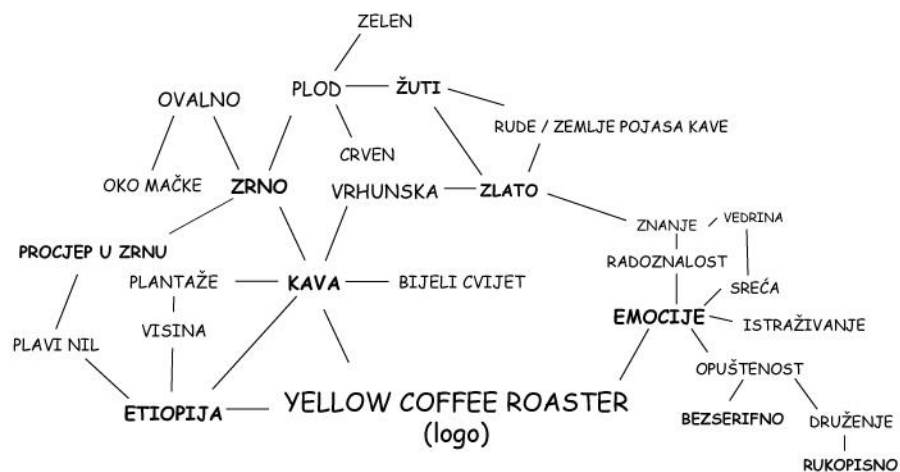 ZELEN
PLOD
ŽUTI
OVALNO
RUDE / ZEMLJE POJASA KAVE
CRVEN
OKO MAČKE
ZRNO
VRHUNSKA
ZLATO
ZNANJE
VEDRINA
PROCJEP U ZRNU
RADOZNALOST
PLANTAŽE
KAVA
BIJELI CVIJET
SREĆA
EMOCIJE
ISTRAŽIVANJE
VISINA
PLAVI NIL
OPUŠTENOST
ETIOPIJA
YELLOW COFFEE ROASTER
(logo)
BEZSERIFNO
DRUŽENJE
RUKOPISNO